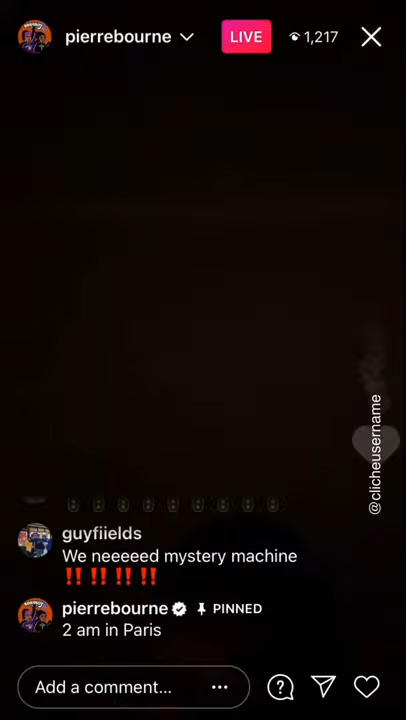 pierrebourne
LIVE
1,217
@clicheusername
guyfiields
We neeeeed mystery machine
‼️‼️‼️‼️
pierrebourne PINNED
2 am in Paris
Add a comment...